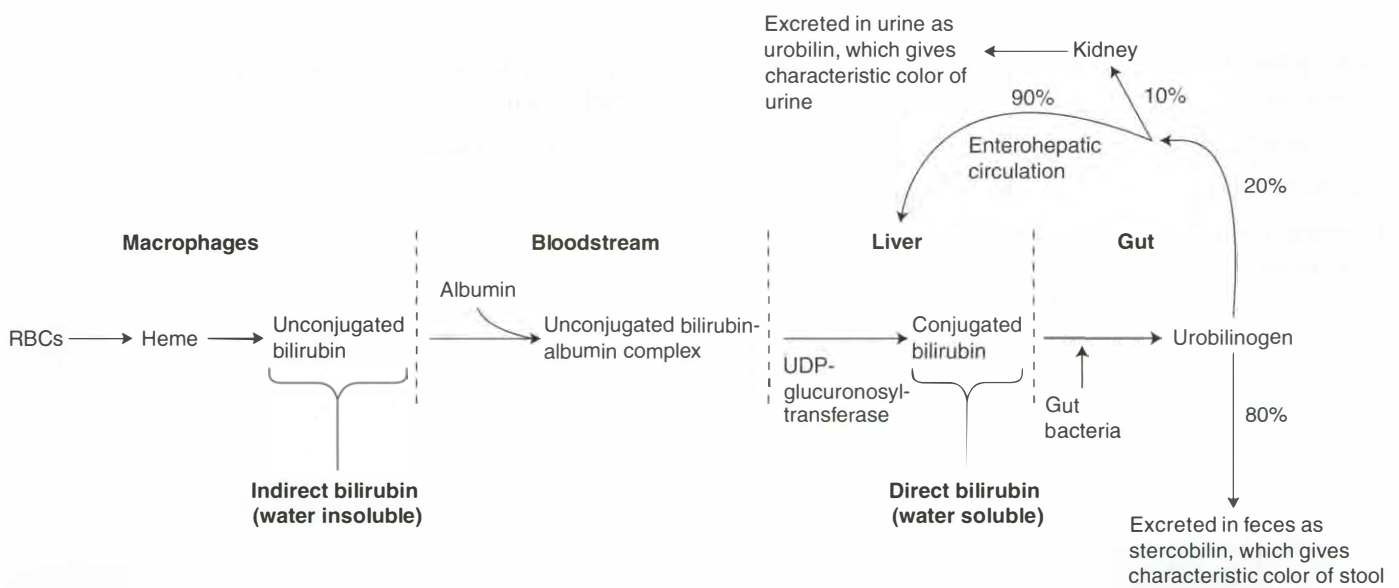 Excreted in urine as
urobilin, which gives
characteristic color of
urine
Kidney
90%
10%
Enterohepatic
circulation
20%
Macrophages
Bloodstream
Liver
Gut
Albumin
RBCs
Heme
Unconjugated
bilirubin
Unconjugated bilirubin-
albumin complex
UDP-
glucuronosyl-
transferase
Conjugated
bilirubin
Gut
bacteria
Urobilinogen
80%
Indirect bilirubin
(water insoluble)
Direct bilirubin
(water soluble)
Excreted in feces as
stercobilin, which gives
characteristic color of stool